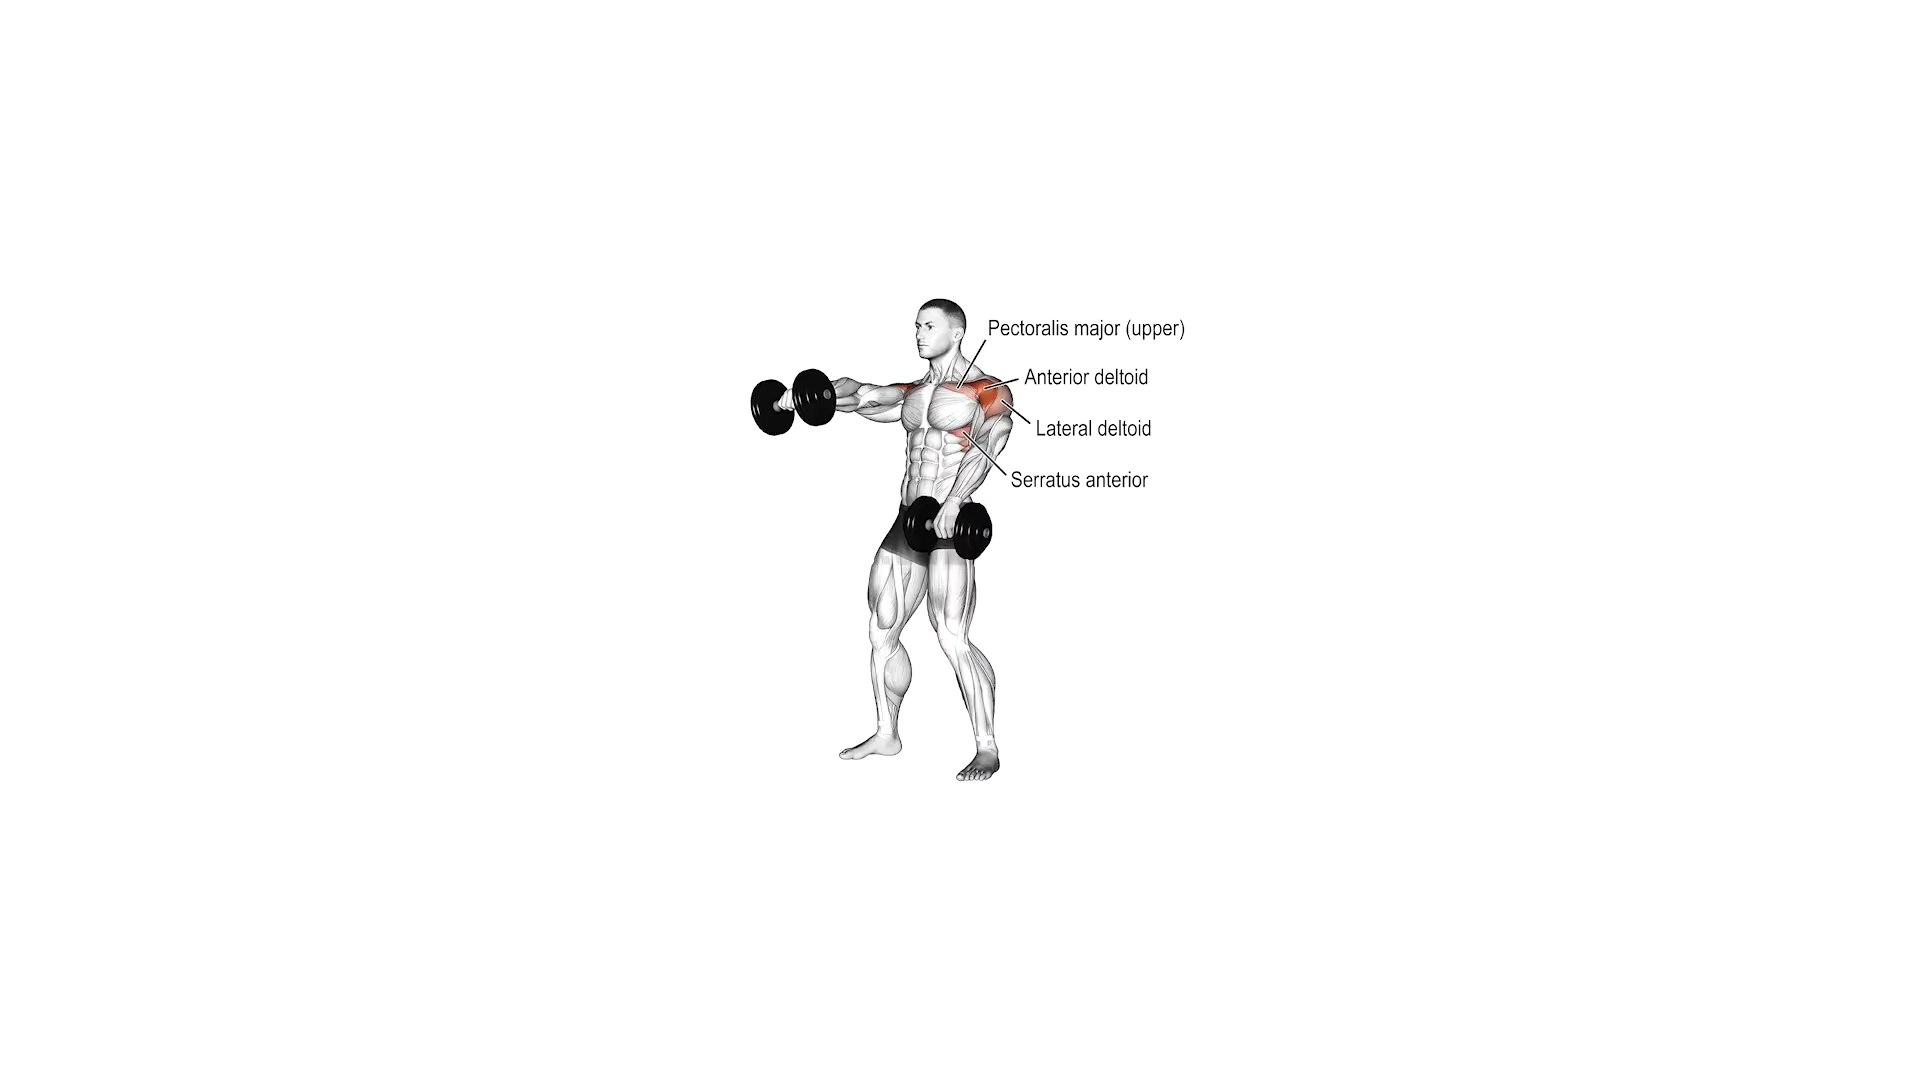 Pectoralis major (upper)
Anterior deltoid
Lateral deltoid
Serratus anterior